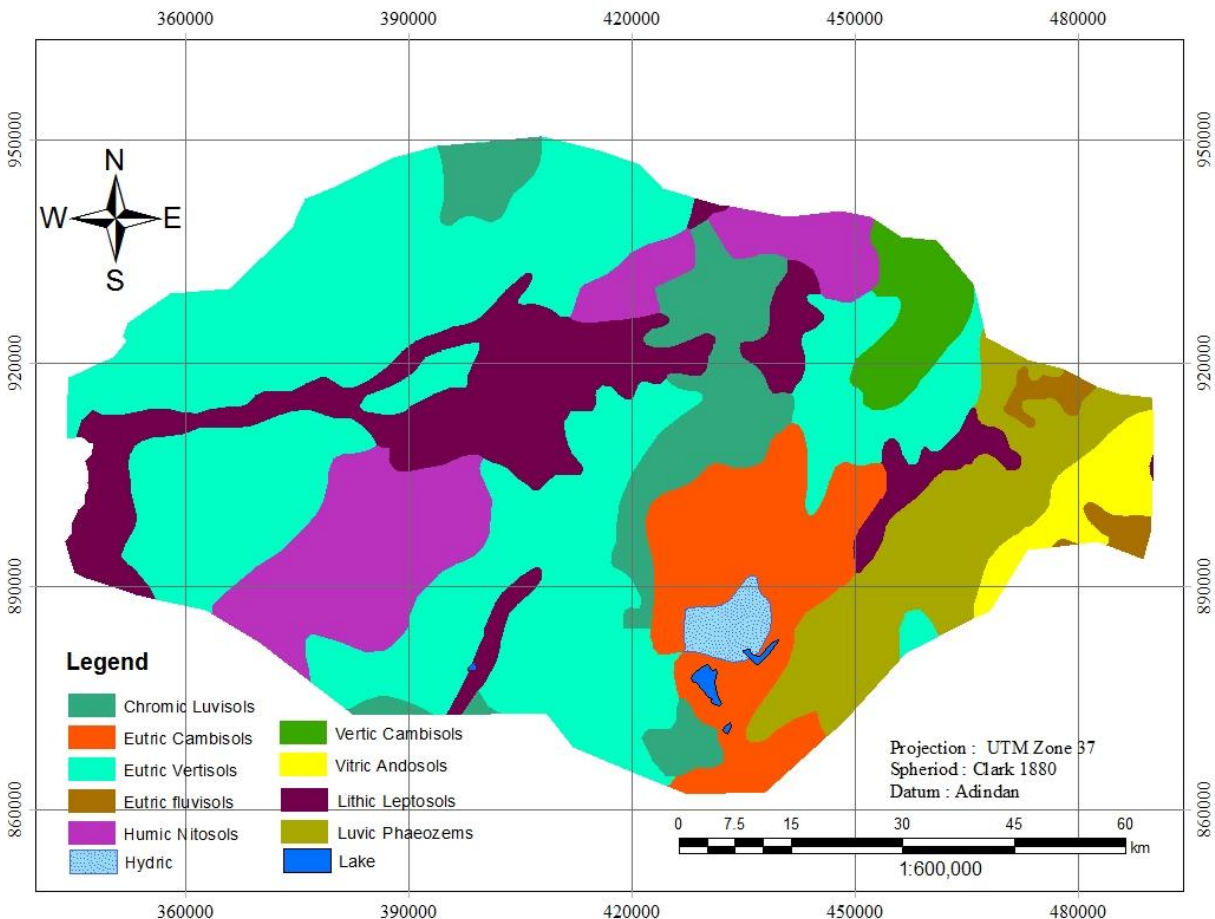 360000 390000 420000 450000 480000
950000 950000
N
W E
S
920000 920000
890000 890000
Legend
Chromic Luvisols
Eutric Cambisols
Eutric Vertisols
Eutric fluvisols
Humic Nitosols
Hydric
Vertic Cambisols
Vitric Andosols
Lithic Leptosols
Luvic Phaeozems
Lake
Projection : UTM Zone 37
Spheriod : Clark 1880
Datum : Adindan
860000 860000
0 7.5 15 30 45 60
km
1:600,000
360000 390000 420000 450000 480000